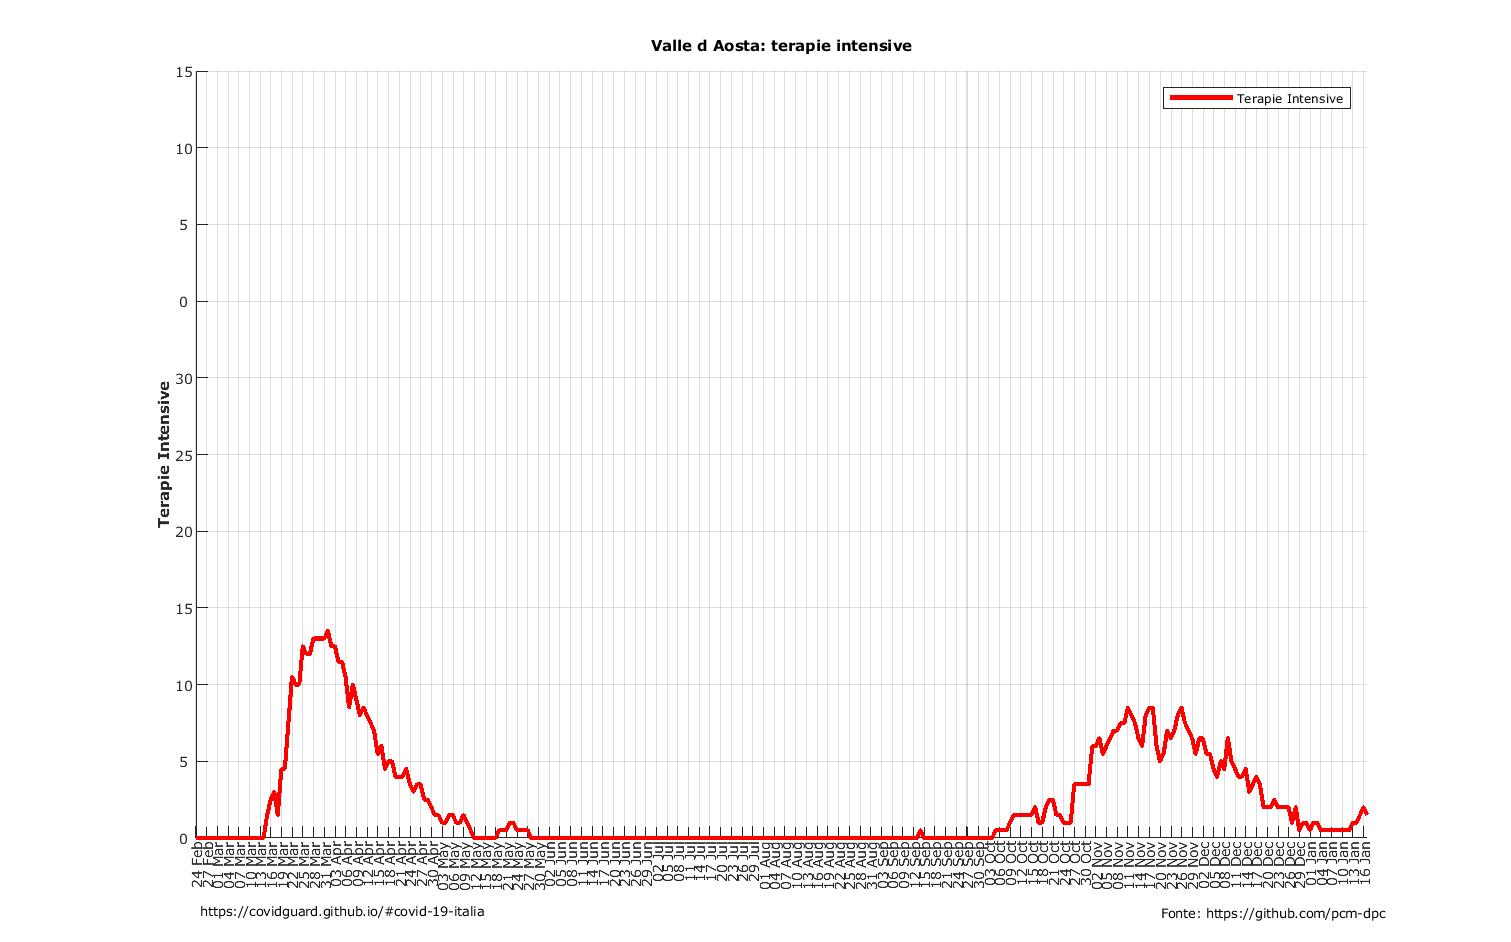 Valle d Aosta: terapie intensive
Terapie Intensive
15
10
5
0
30
25
20
15
10
5
0
Terapie Intensive
24 Feb
27 Feb
01 Mar
04 Mar
07 Mar
10 Mar
13 Mar
16 Mar
19 Mar
22 Mar
25 Mar
28 Mar
31 Mar
03 Apr
06 Apr
09 Apr
12 Apr
15 Apr
18 Apr
21 Apr
24 Apr
27 Apr
30 Apr
03 May
06 May
09 May
12 May
15 May
18 May
21 May
24 May
27 May
30 May
02 Jun
05 Jun
08 Jun
11 Jun
14 Jun
17 Jun
20 Jun
23 Jun
26 Jun
29 Jun
02 Jul
05 Jul
08 Jul
11 Jul
14 Jul
17 Jul
20 Jul
23 Jul
26 Jul
29 Jul
01 Aug
04 Aug
07 Aug
10 Aug
13 Aug
16 Aug
19 Aug
22 Aug
25 Aug
28 Aug
31 Aug
03 Sep
06 Sep
09 Sep
12 Sep
15 Sep
18 Sep
21 Sep
24 Sep
27 Sep
30 Sep
03 Oct
06 Oct
09 Oct
12 Oct
15 Oct
18 Oct
21 Oct
24 Oct
27 Oct
30 Oct
02 Nov
05 Nov
08 Nov
11 Nov
14 Nov
17 Nov
20 Nov
23 Nov
26 Nov
29 Nov
02 Dec
05 Dec
08 Dec
11 Dec
14 Dec
17 Dec
20 Dec
23 Dec
26 Dec
29 Dec
01 Jan
04 Jan
07 Jan
10 Jan
13 Jan
16 Jan
https://covidguard.github.io/#covid-19-italia
Fonte: https://github.com/pcm-dpc